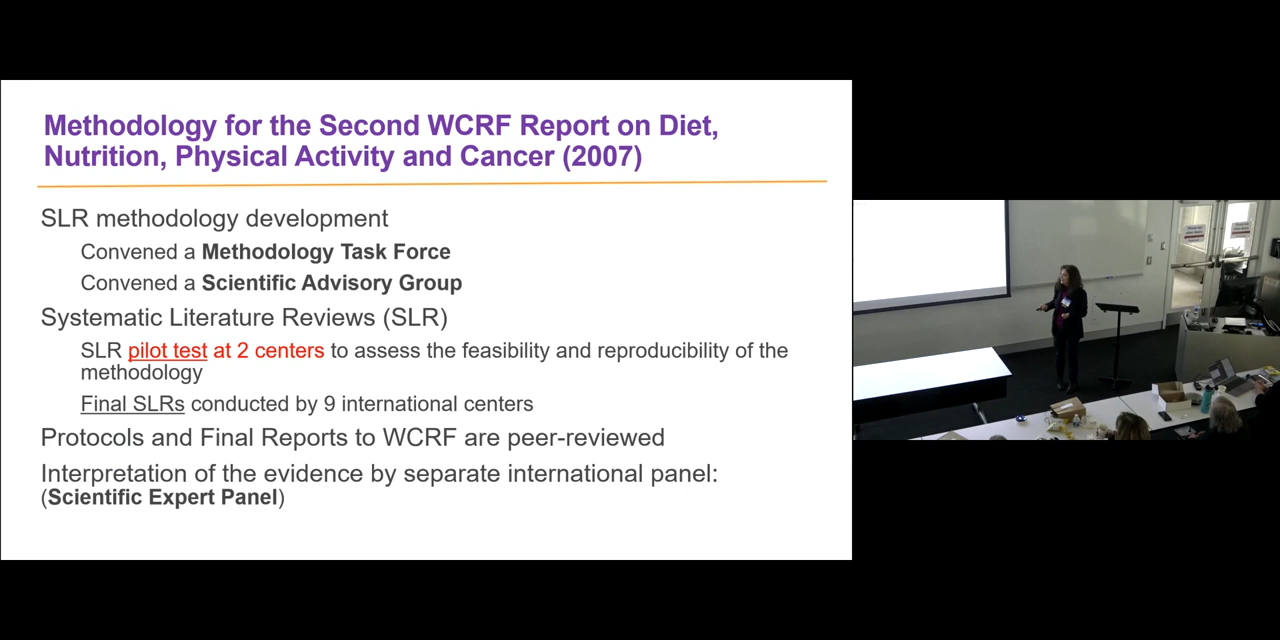 Methodology for the Second WCRF Report on Diet,
Nutrition, Physical Activity and Cancer (2007)
SLR methodology development
Convened a Methodology Task Force
Convened a Scientific Advisory Group
Systematic Literature Reviews (SLR)
SLR pilot test at 2 centers to assess the feasibility and reproducibility of the
methodology
Final SLRs conducted by 9 international centers
Protocols and Final Reports to WCRF are peer-reviewed
Interpretation of the evidence by separate international panel:
(Scientific Expert Panel)